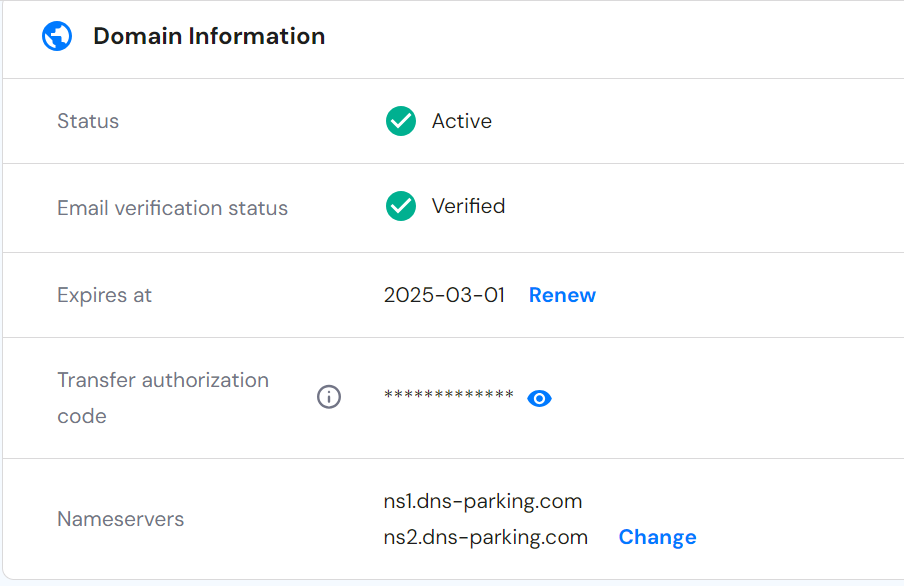 Domain Information
Status
Active
Email verification status
Verified
Expires at
2025-03-01 Renew
Transfer authorization
code
*************
Nameservers
ns1.dns-parking.com
ns2.dns-parking.com Change